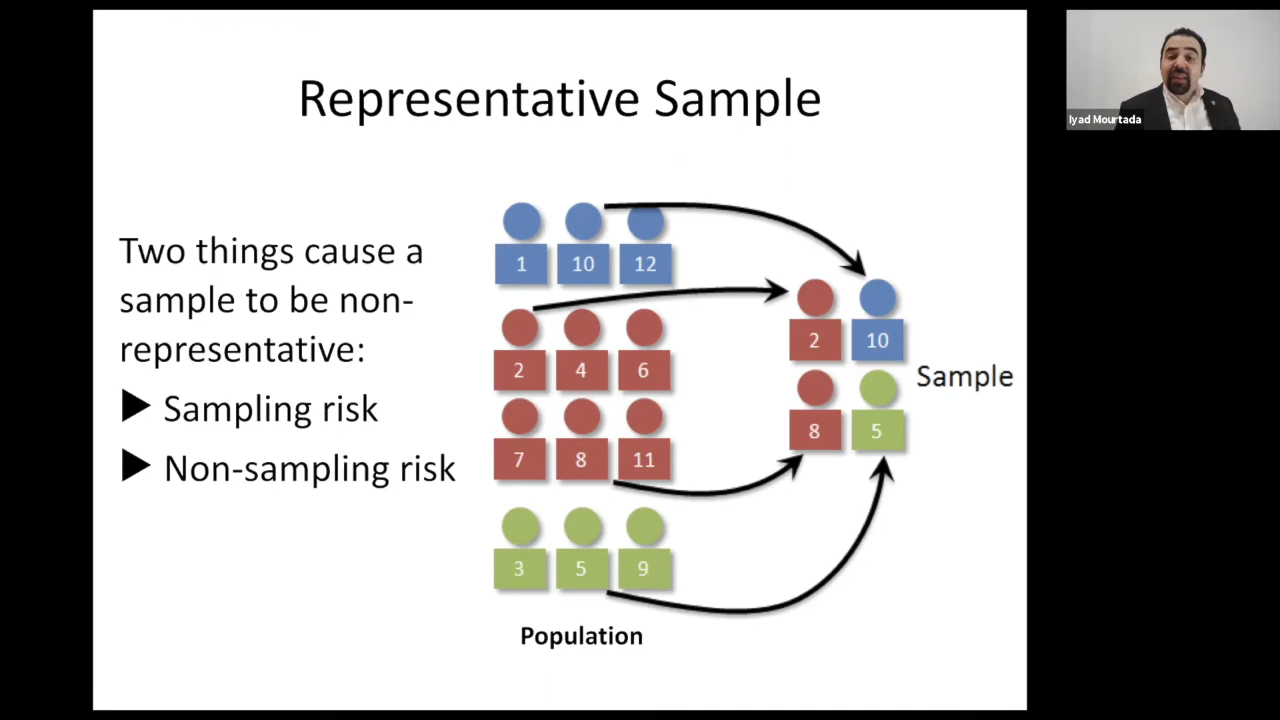 Representative Sample
Two things cause a
sample to be non-
representative:
Sampling risk
Non-sampling risk
1 10 12
2 4 6
7 8 11
3 5 9
Population
2 10
8 5
Sample
Iyad Mourtada